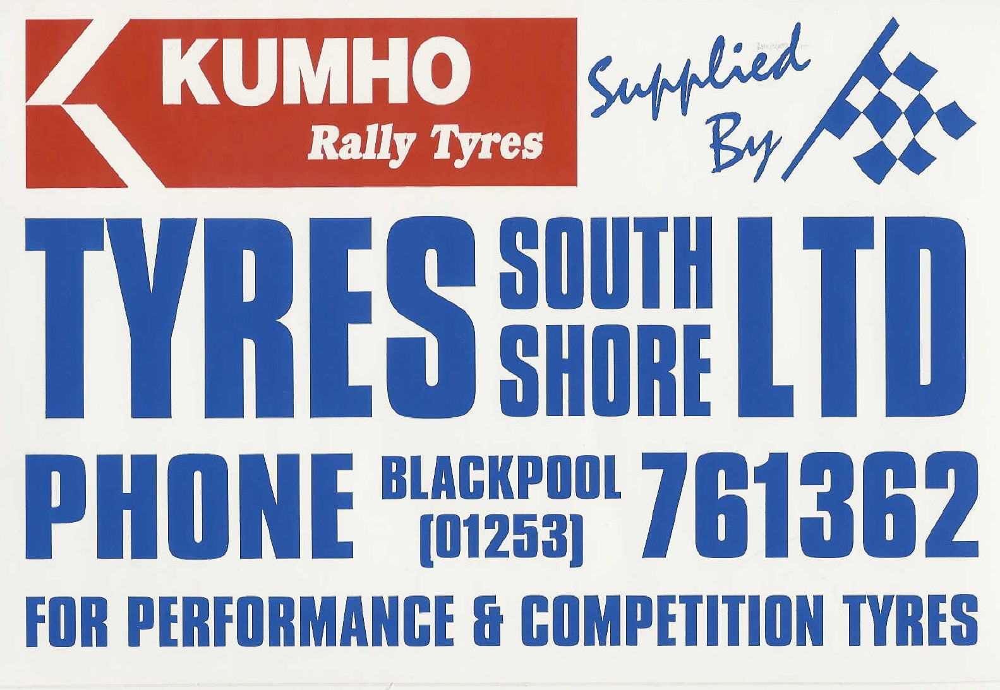 KUMHO
Rally Tyres
Supplied
By
TYRES SOUTH SHORE LTD
PHONE BLACKPOOL (01253) 761362
FOR PERFORMANCE & COMPETITION TYRES